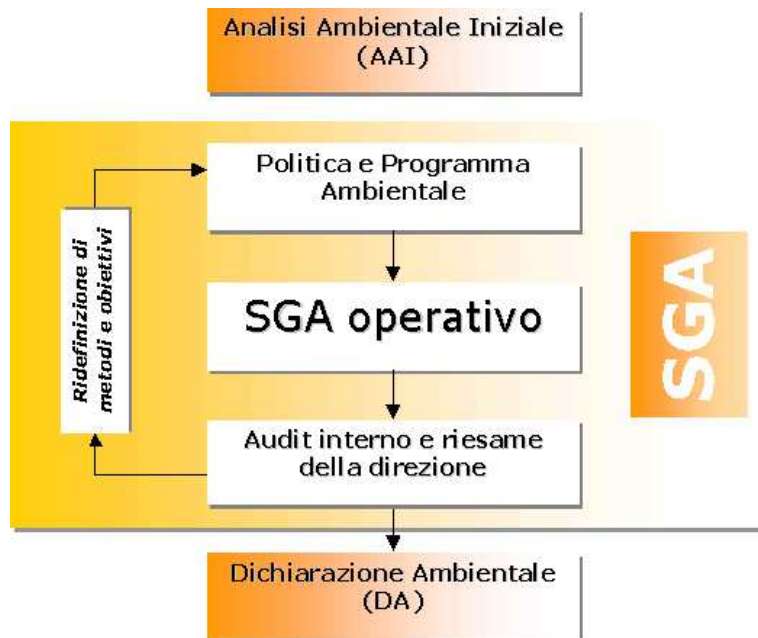 Analisi Ambientale Iniziale
(AAI)
Politica e Programma
Ambientale
Ridefinizione di
metodi e obiettivi
SGA operativo
SGA
Audit interno e riesame
della direzione
Dichiarazione Ambientale
(DA)